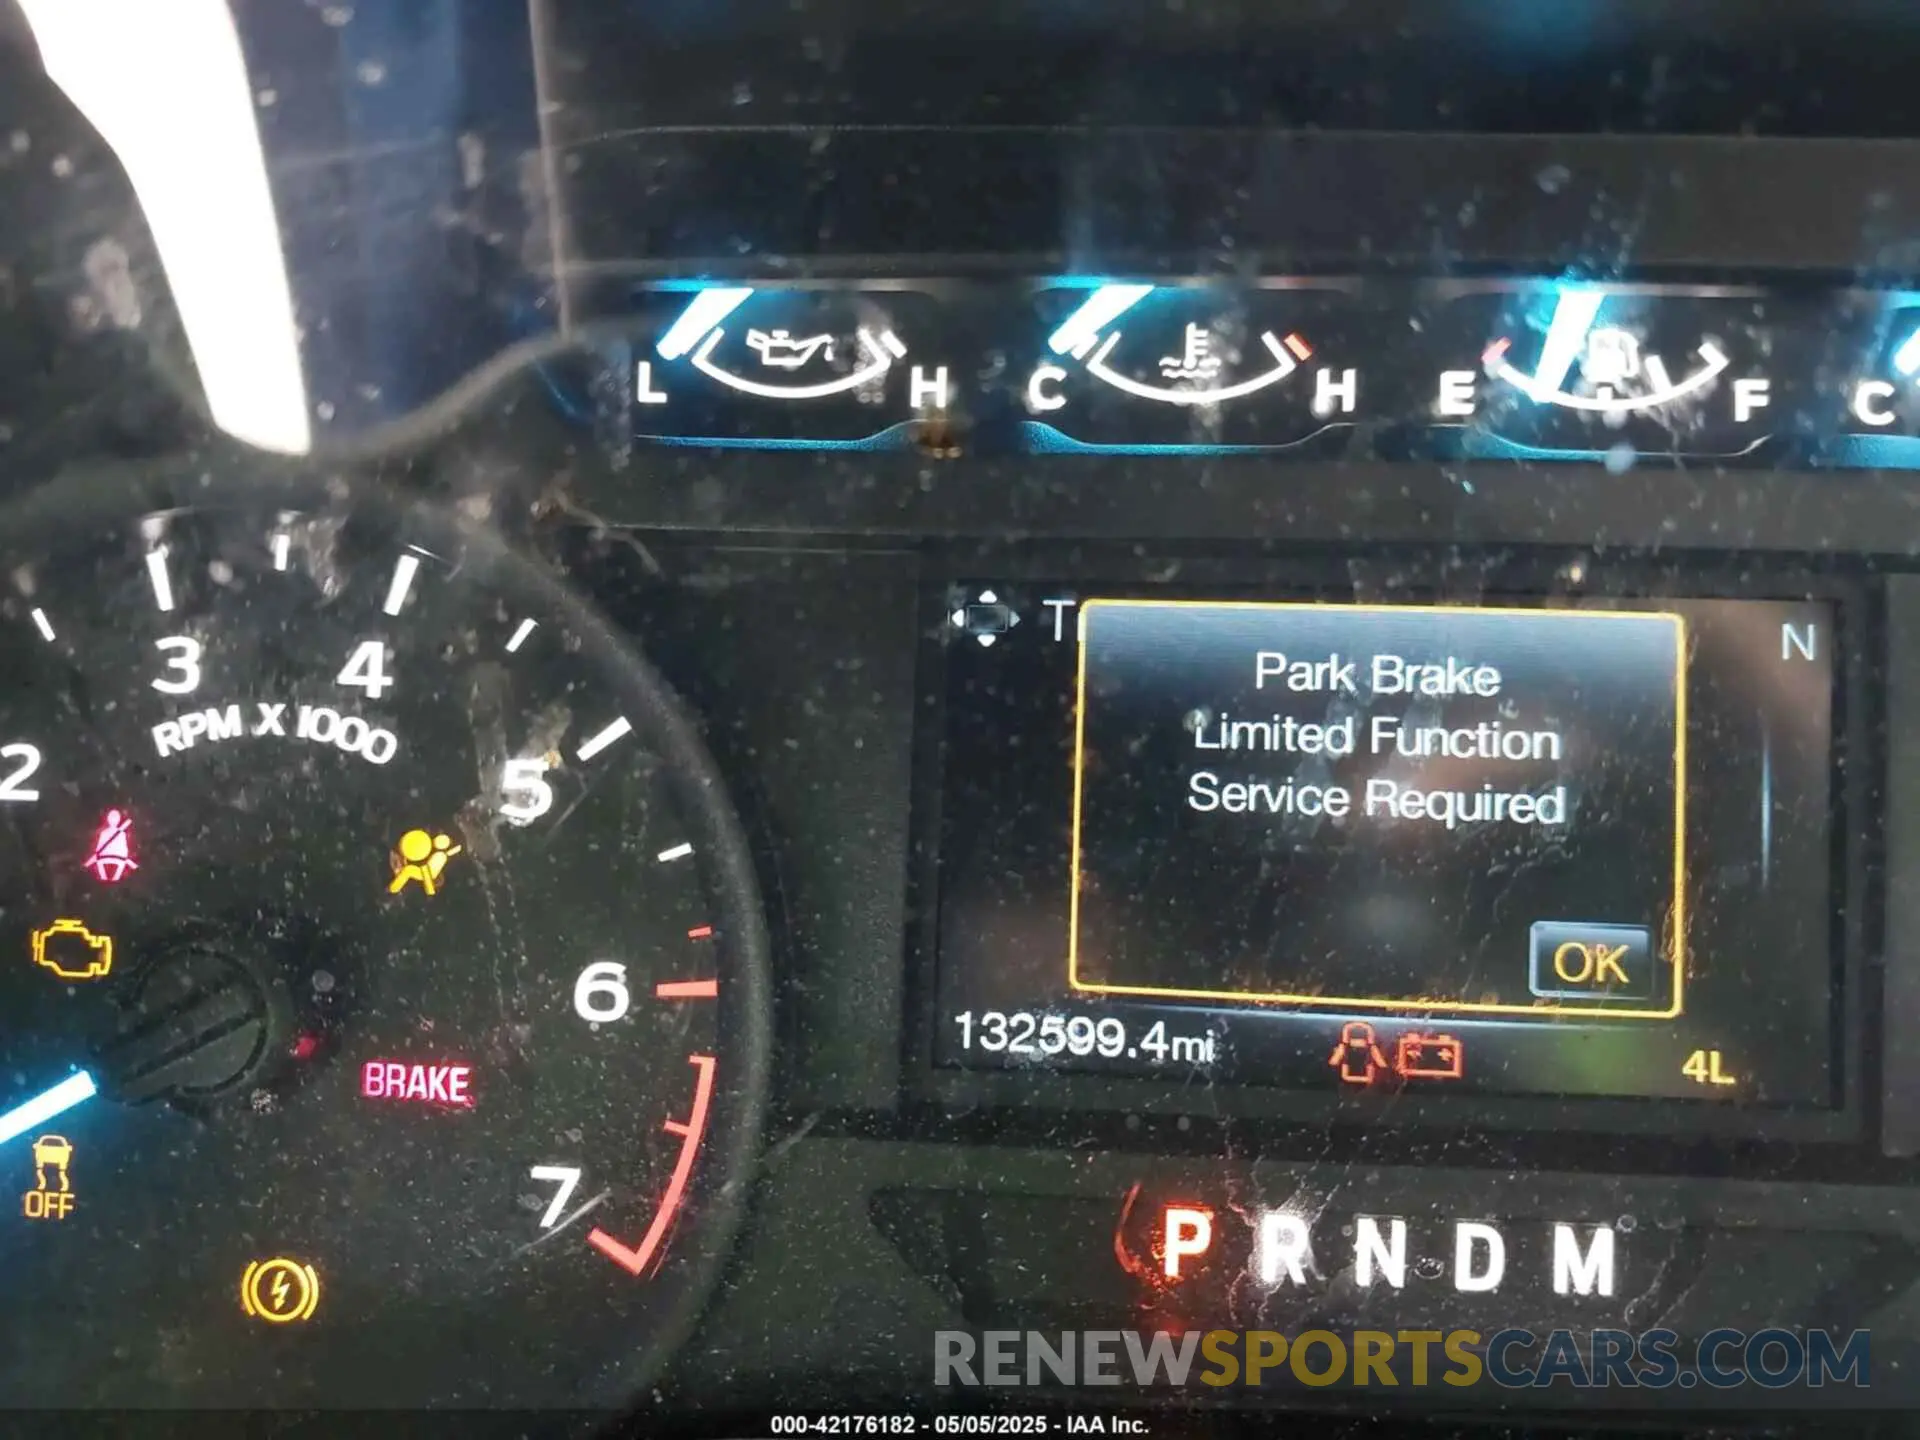 L H C H E F C
3 4
RPM X 1000
2 5
6
7
BRAKE
OFF
N
Park Brake
Limited Function
Service Required
OK
132599.4mi
4L
P R N D M
RENEWSPORTSCARS.COM
000-42176182 - 05/05/2025 - IAA Inc.